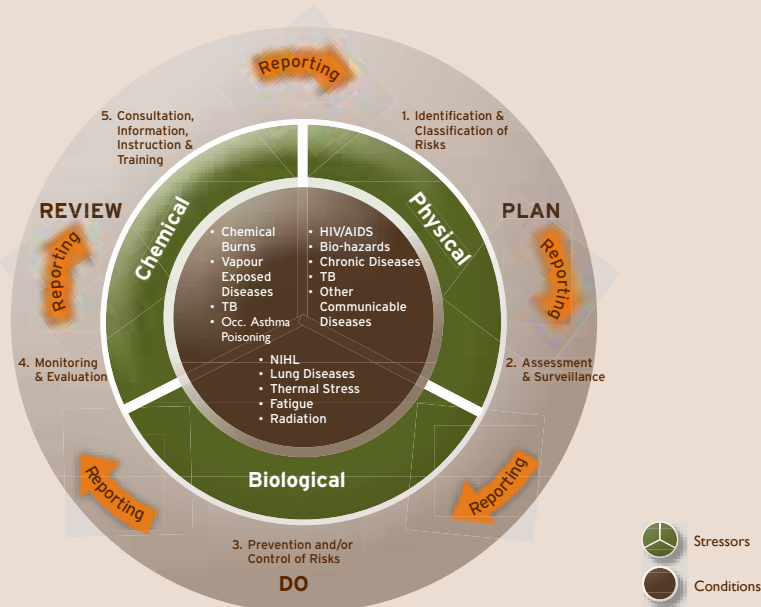 Reporting
5. Consultation,
Information,
Instruction &
Training
1. Identification &
Classification of
Risks
REVIEW
PLAN
Reporting
Reporting
Chemical
Physical
• Chemical
Burns
• Vapour
Exposed
Diseases
• TB
• Occ. Asthma
Poisoning
• HIV/AIDS
• Bio-hazards
• Chronic Diseases
• TB
• Other
Communicable
Diseases
• NIHL
• Lung Diseases
• Thermal Stress
• Fatigue
• Radiation
4. Monitoring
& Evaluation
2. Assessment
& Surveillance
Biological
Reporting
Reporting
3. Prevention and/or
Control of Risks
DO
Stressors
Conditions